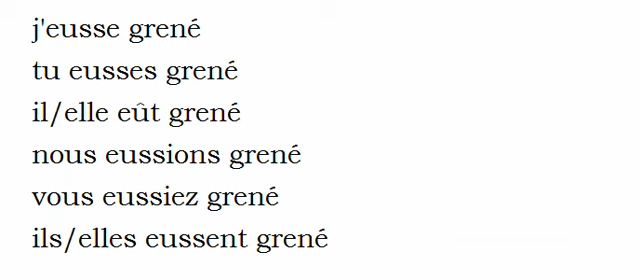 j'eusse grené
tu eusses grené
il/elle eût grené
nous eussions grené
vous eussiez grené
ils/elles eussent grené